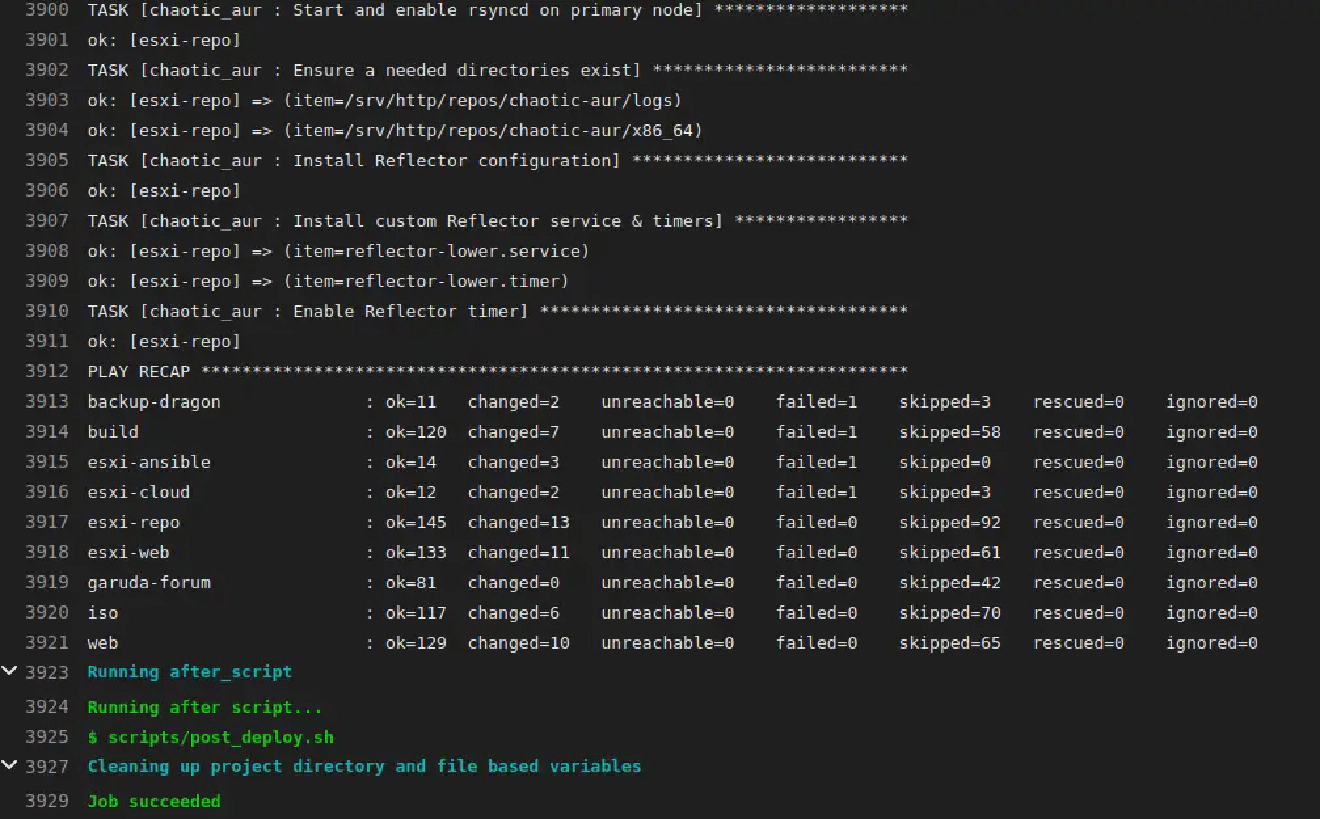 3900 TASK [chaotic_aur : Start and enable rsyncd on primary node] *******************
3901 ok: [esxi-repo]
3902 TASK [chaotic_aur : Ensure a needed directories exist] *************************
3903 ok: [esxi-repo] => (item=/srv/http/repos/chaotic-aur/logs)
3904 ok: [esxi-repo] => (item=/srv/http/repos/chaotic-aur/x86_64)
3905 TASK [chaotic_aur : Install Reflector configuration] ***************************
3906 ok: [esxi-repo]
3907 TASK [chaotic_aur : Install custom Reflector service & timers] *****************
3908 ok: [esxi-repo] => (item=reflector-lower.service)
3909 ok: [esxi-repo] => (item=reflector-lower.timer)
3910 TASK [chaotic_aur : Enable Reflector timer] ************************************
3911 ok: [esxi-repo]
3912 PLAY RECAP *********************************************************************
3913 backup-dragon : ok=11 changed=2 unreachable=0 failed=1 skipped=3 rescued=0 ignored=0
3914 build : ok=120 changed=7 unreachable=0 failed=1 skipped=58 rescued=0 ignored=0
3915 esxi-ansible : ok=14 changed=3 unreachable=0 failed=1 skipped=0 rescued=0 ignored=0
3916 esxi-cloud : ok=12 changed=2 unreachable=0 failed=1 skipped=3 rescued=0 ignored=0
3917 esxi-repo : ok=145 changed=13 unreachable=0 failed=0 skipped=92 rescued=0 ignored=0
3918 esxi-web : ok=133 changed=11 unreachable=0 failed=0 skipped=61 rescued=0 ignored=0
3919 garuda-forum : ok=81 changed=0 unreachable=0 failed=0 skipped=42 rescued=0 ignored=0
3920 iso : ok=117 changed=6 unreachable=0 failed=0 skipped=70 rescued=0 ignored=0
3921 web : ok=129 changed=10 unreachable=0 failed=0 skipped=65 rescued=0 ignored=0
3923 Running after_script
3924 Running after script...
3925 $ scripts/post_deploy.sh
3927 Cleaning up project directory and file based variables
3929 Job succeeded